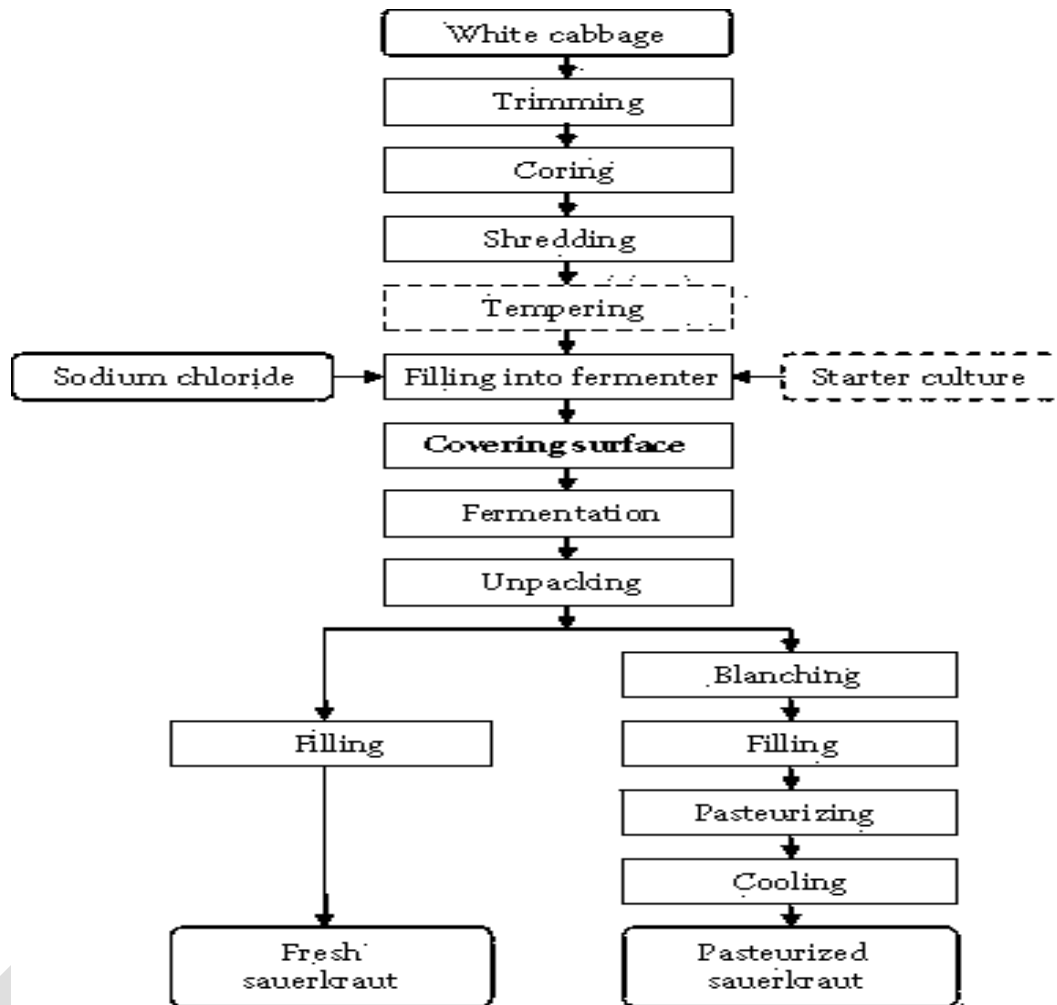 White cabbage
Trimming
Coring
Shredding
Tempering
Sodium chloride
Filling into fermenter
Starter culture
Covering surface
Fermentation
Unpacking
Blanching
Filling
Filling
Pasteurizing
Cooling
Fresh
sauerkraut
Pasteurized
sauerkraut